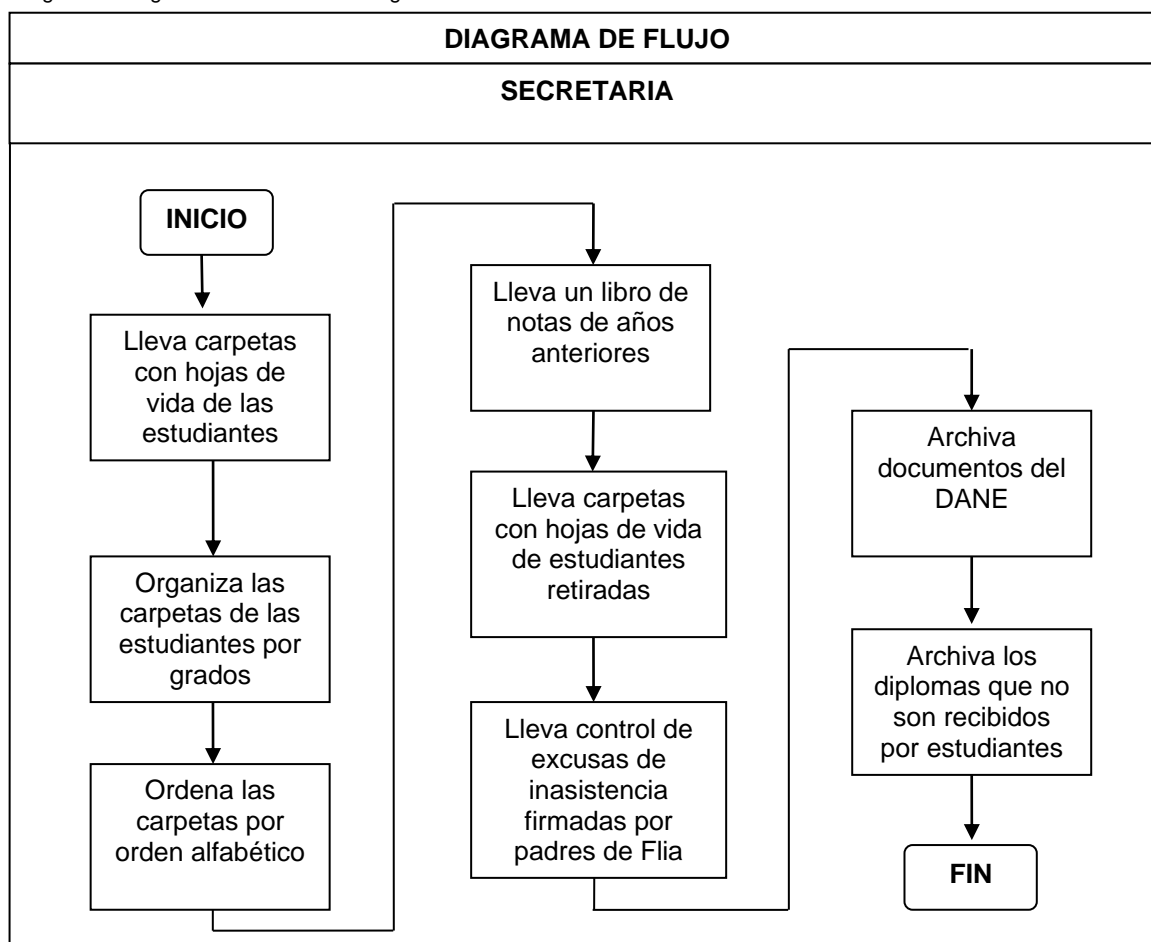 DIAGRAMA DE FLUJO
SECRETARIA
INICIO
Lleva carpetas
con hojas de
vida de las
estudiantes
Organiza las
carpetas de las
estudiantes por
grados
Ordena las
carpetas por
orden alfabético
Lleva un libro de
notas de años
anteriores
Lleva carpetas
con hojas de vida
de estudiantes
retiradas
Lleva control de
excusas de
inasistencia
firmadas por
padres de Flia
Archiva
documentos del
DANE
Archiva los
diplomas que no
son recibidos
por estudiantes
FIN